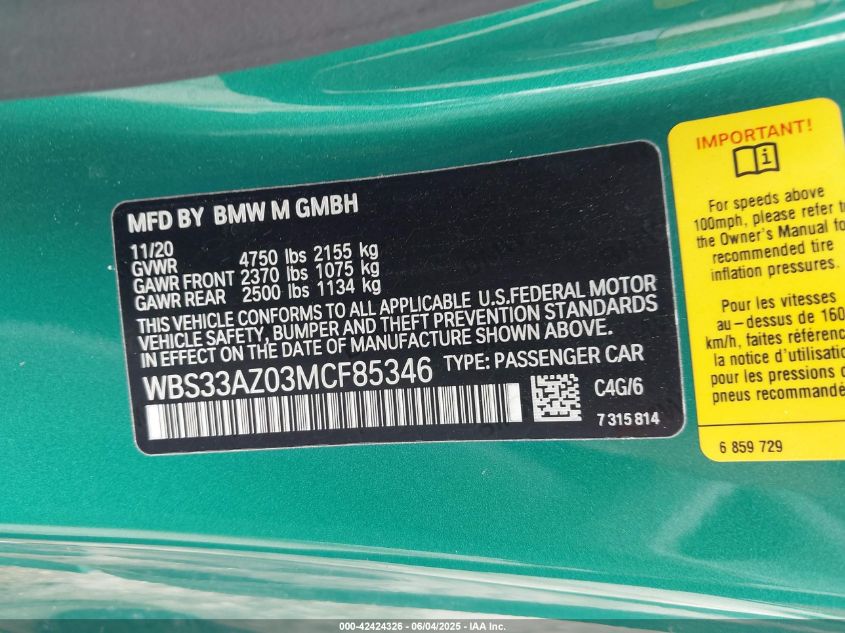 MFD BY BMW M GMBH
11/20
GVWR 4750 lbs 2155 kg
GAWR FRONT 2370 lbs 1075 kg
GAWR REAR 2500 lbs 1134 kg
THIS VEHICLE CONFORMS TO ALL APPLICABLE U.S.FEDERAL MOTOR
VEHICLE SAFETY, BUMPER AND THEFT PREVENTION STANDARDS
IN EFFECT ON THE DATE OF MANUFACTURE SHOWN ABOVE.
WBS33AZ03MCF85346 TYPE: PASSENGER CAR
C4G/6
7 315 814
IMPORTANT!
i
For speeds above
100mph, please refer to
the Owner's Manual for
recommended tire
inflation pressures.
Pour les vitesses
au-dessus de 160
km/h, faites référenc
la notice d'utilisatio
pour les pressions d
pneus recommandé
6 859 729
000-42424326 - 06/04/2025 - IAA Inc.